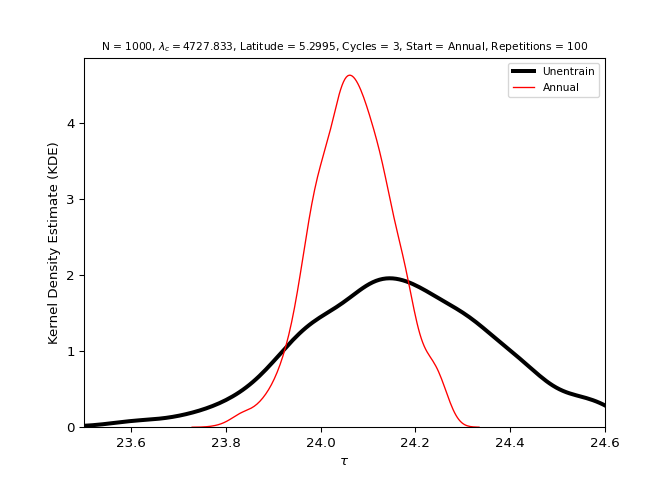 N = 1000, λc = 4727.833, Latitude = 5.2995, Cycles = 3, Start = Annual, Repetitions = 100
Unentrain
Annual
Kernel Density Estimate (KDE)
4
3
2
1
0
23.6 23.8 24.0 24.2 24.4 24.6
τ